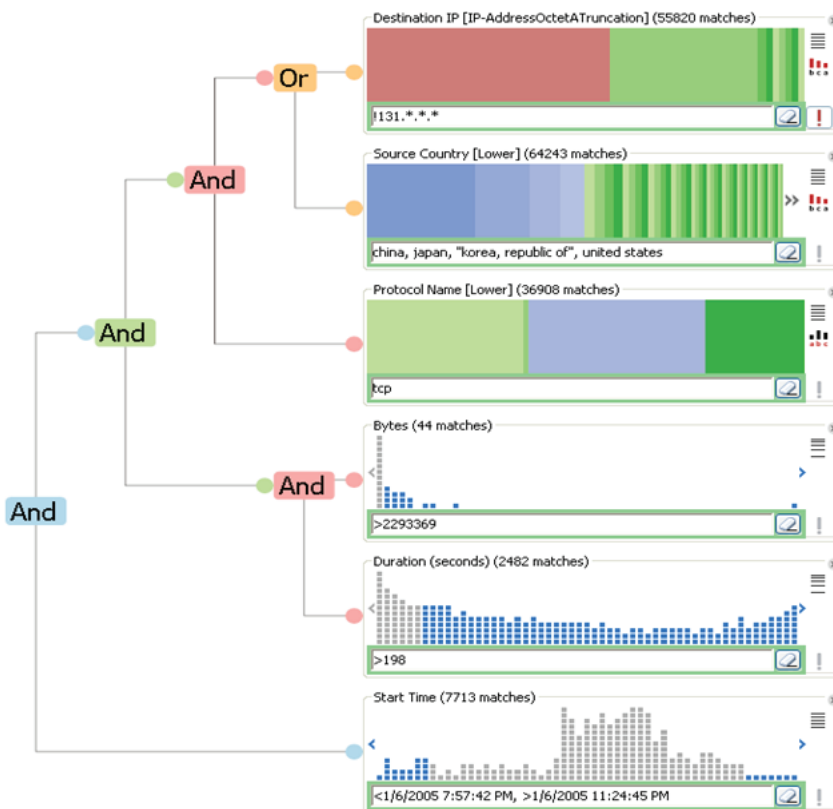 Destination IP [IP-AddressOctetATruncation] (55820 matches)
Or
!131.*.*.*
bca
Source Country [Lower] (64243 matches)
And
bca
china, japan, "korea, republic of", united states
Protocol Name [Lower] (36908 matches)
And
abc
tcp
Bytes (44 matches)
And
And
>2293369
Duration (seconds) (2482 matches)
>198
Start Time (7713 matches)
<1/6/2005 7:57:42 PM, >1/6/2005 11:24:45 PM